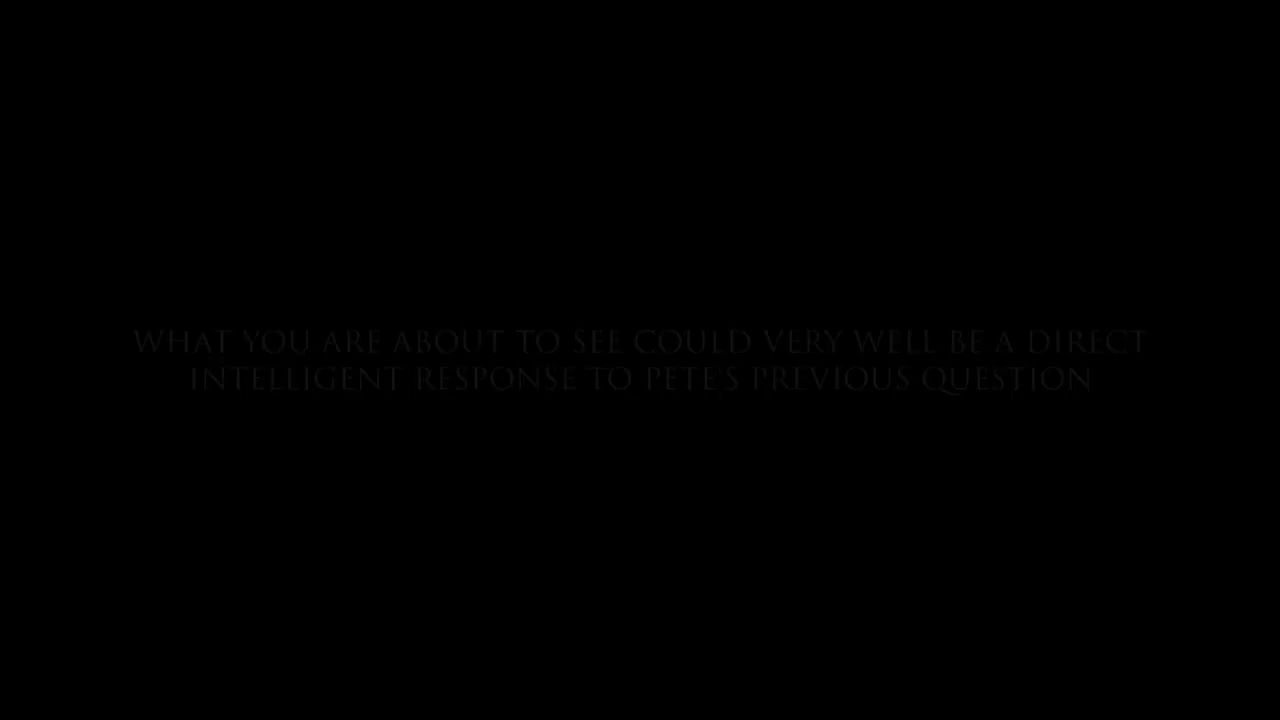 WHAT YOU ARE ABOUT TO SEE COULD VERY WELL BE A DIRECT
INTELLIGENT RESPONSE TO PETE'S PREVIOUS QUESTION